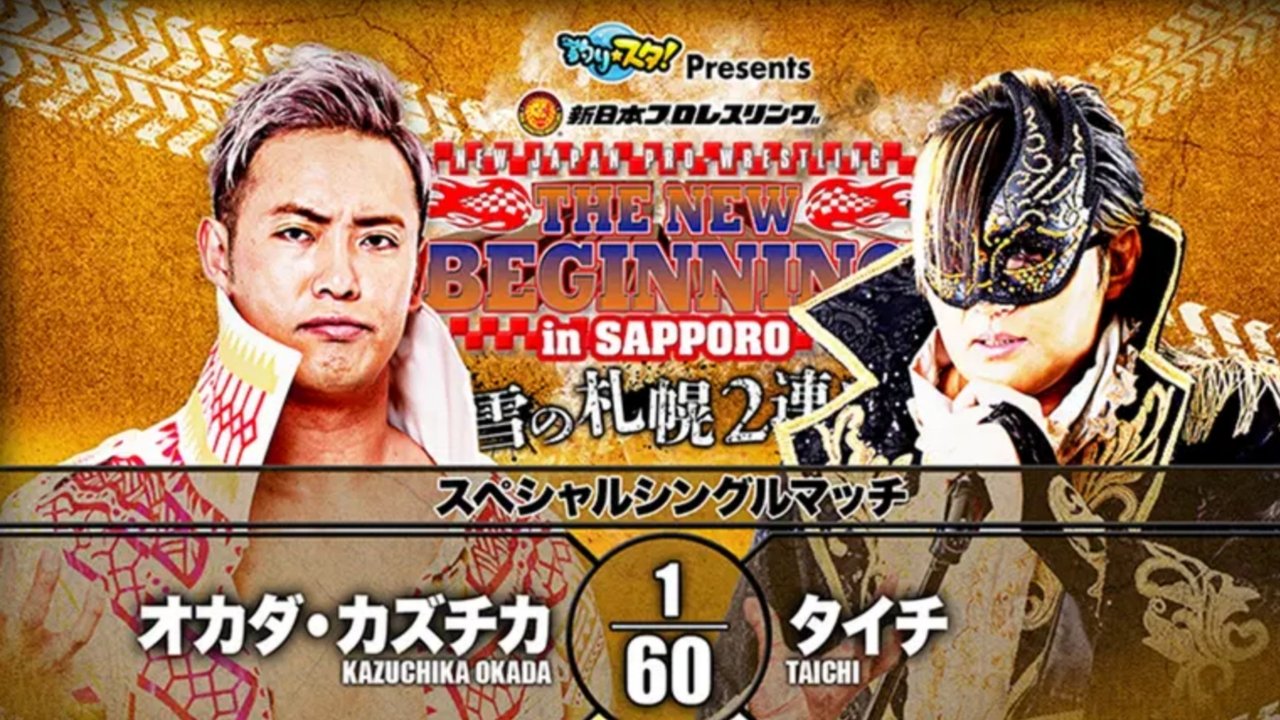 釣り★スタ! Presents
新日本プロレスリング
NEW JAPAN PRO-WRESTLING
THE NEW
BEGINNING
in SAPPORO
雪の札幌2連
スペシャルシングルマッチ
オカダ・カズチカ
KAZUCHIKA OKADA
1
60
タイチ
TAICHI